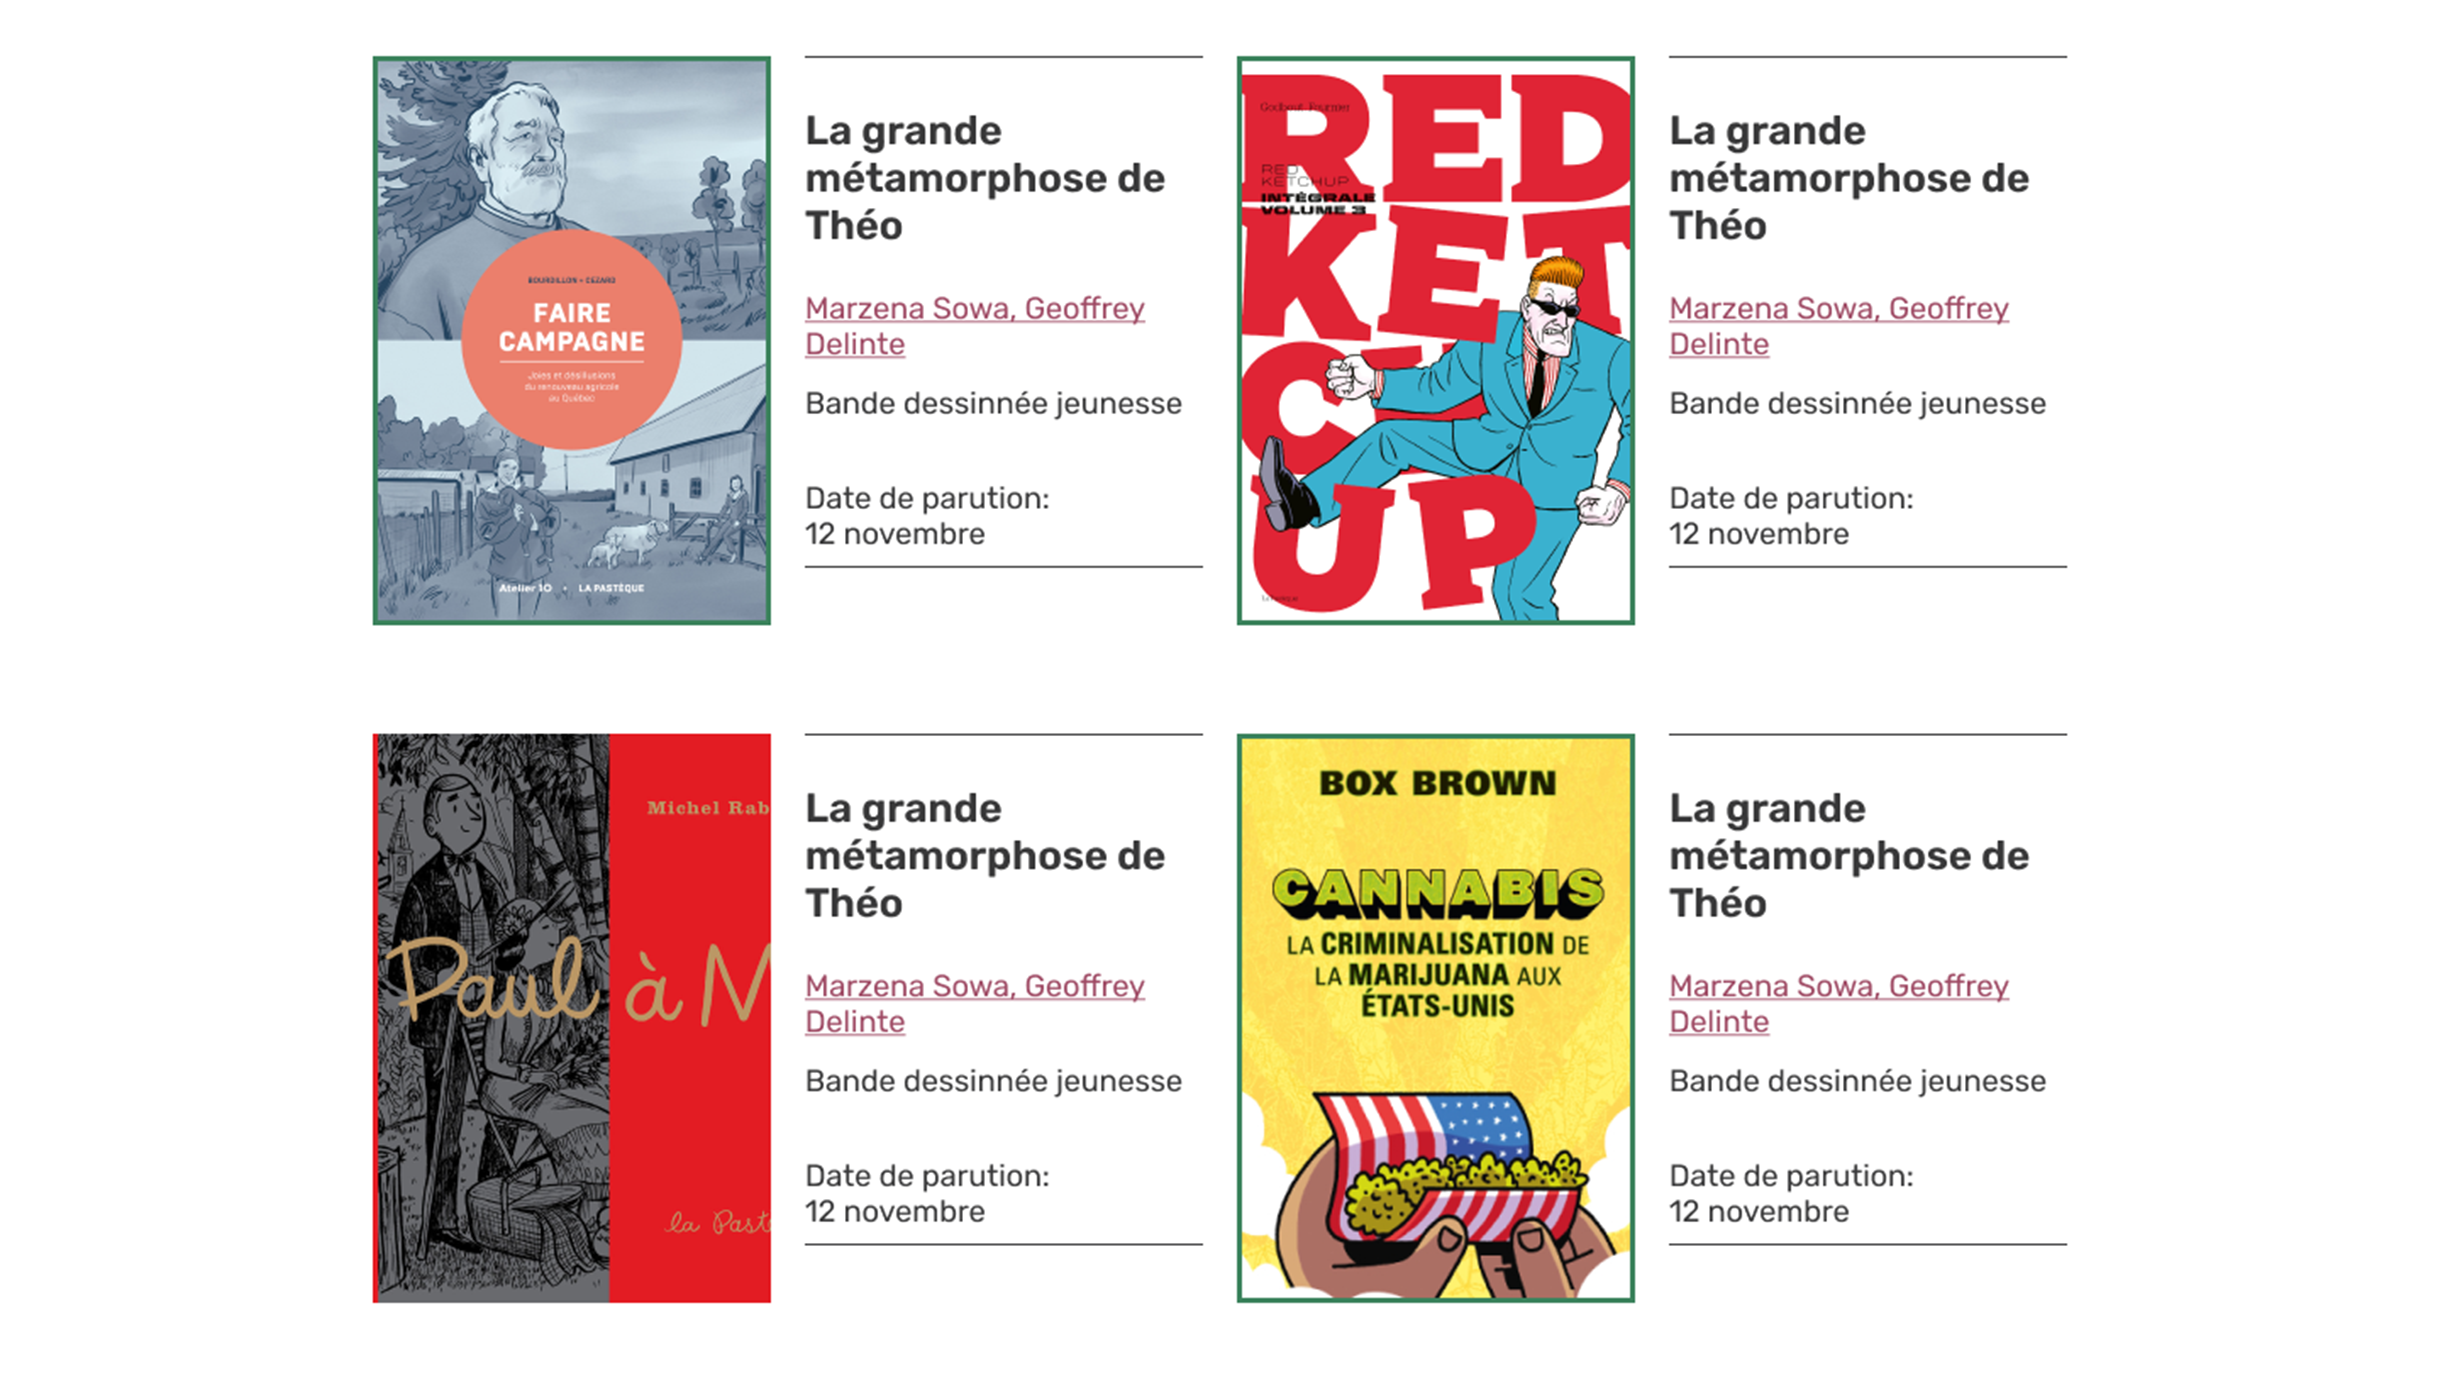 BOURDILLON + CEZARD
FAIRE
CAMPAGNE
Joies et désillusions
du renouveau agricole
au Québec
Atelier 10 • LA PASTÈQUE
La grande
métamorphose de
Théo
Marzena Sowa, Geoffrey
Delinte
Bande dessinnée jeunesse
Date de parution:
12 novembre
Godbout Fournier
RED
KETCHUP
INTÉGRALE
VOLUME 3
RED
KET
CH
UP
La grande
métamorphose de
Théo
Marzena Sowa, Geoffrey
Delinte
Bande dessinnée jeunesse
Date de parution:
12 novembre
Michel Rab
Paul à M
la Past
La grande
métamorphose de
Théo
Marzena Sowa, Geoffrey
Delinte
Bande dessinnée jeunesse
Date de parution:
12 novembre
BOX BROWN
CANNABIS
LA CRIMINALISATION DE
LA MARIJUANA AUX
ÉTATS-UNIS
La grande
métamorphose de
Théo
Marzena Sowa, Geoffrey
Delinte
Bande dessinnée jeunesse
Date de parution:
12 novembre